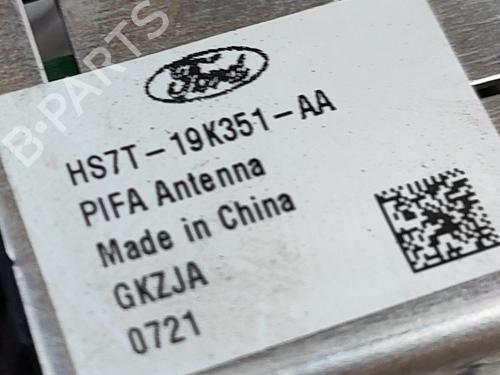 B-PARTS
Ford
HS7T-19K351-AA
PIFA Antenna
Made in China
GKZJA
0721